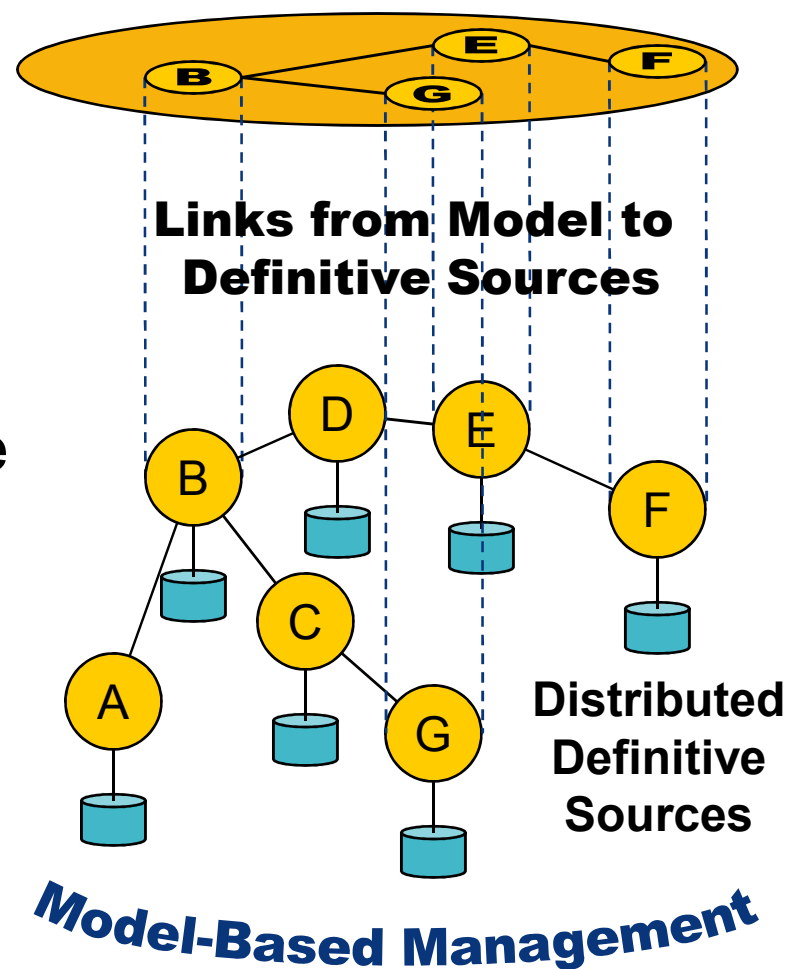 E
F
B
G
Links from Model to
Definitive Sources
D
E
e
B
F
C
A
Distributed
G
Definitive
Sources
Model-Based Management